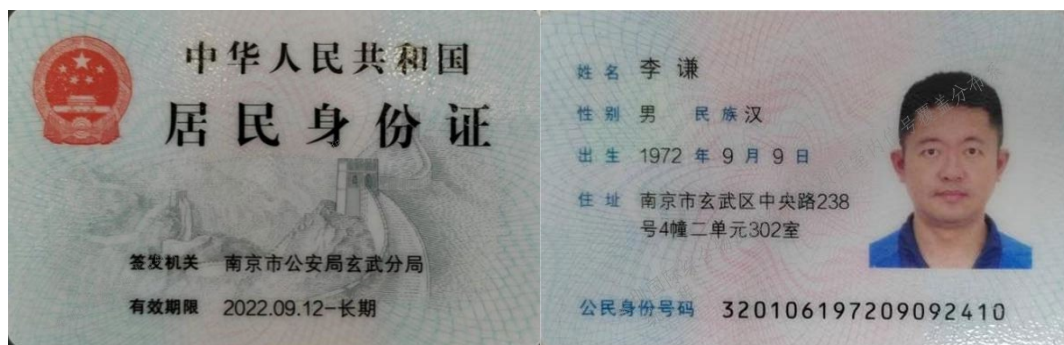 中华人民共和国
居民身份证
签发机关 南京市公安局玄武分局
有效期限 2022.09.12-长期
姓名 李谦
性别 男 民族 汉
出生 1972 年 9 月 9 日
住址 南京市玄武区中央路238
号4幢二单元302室
公民身份号码 320106197209092410